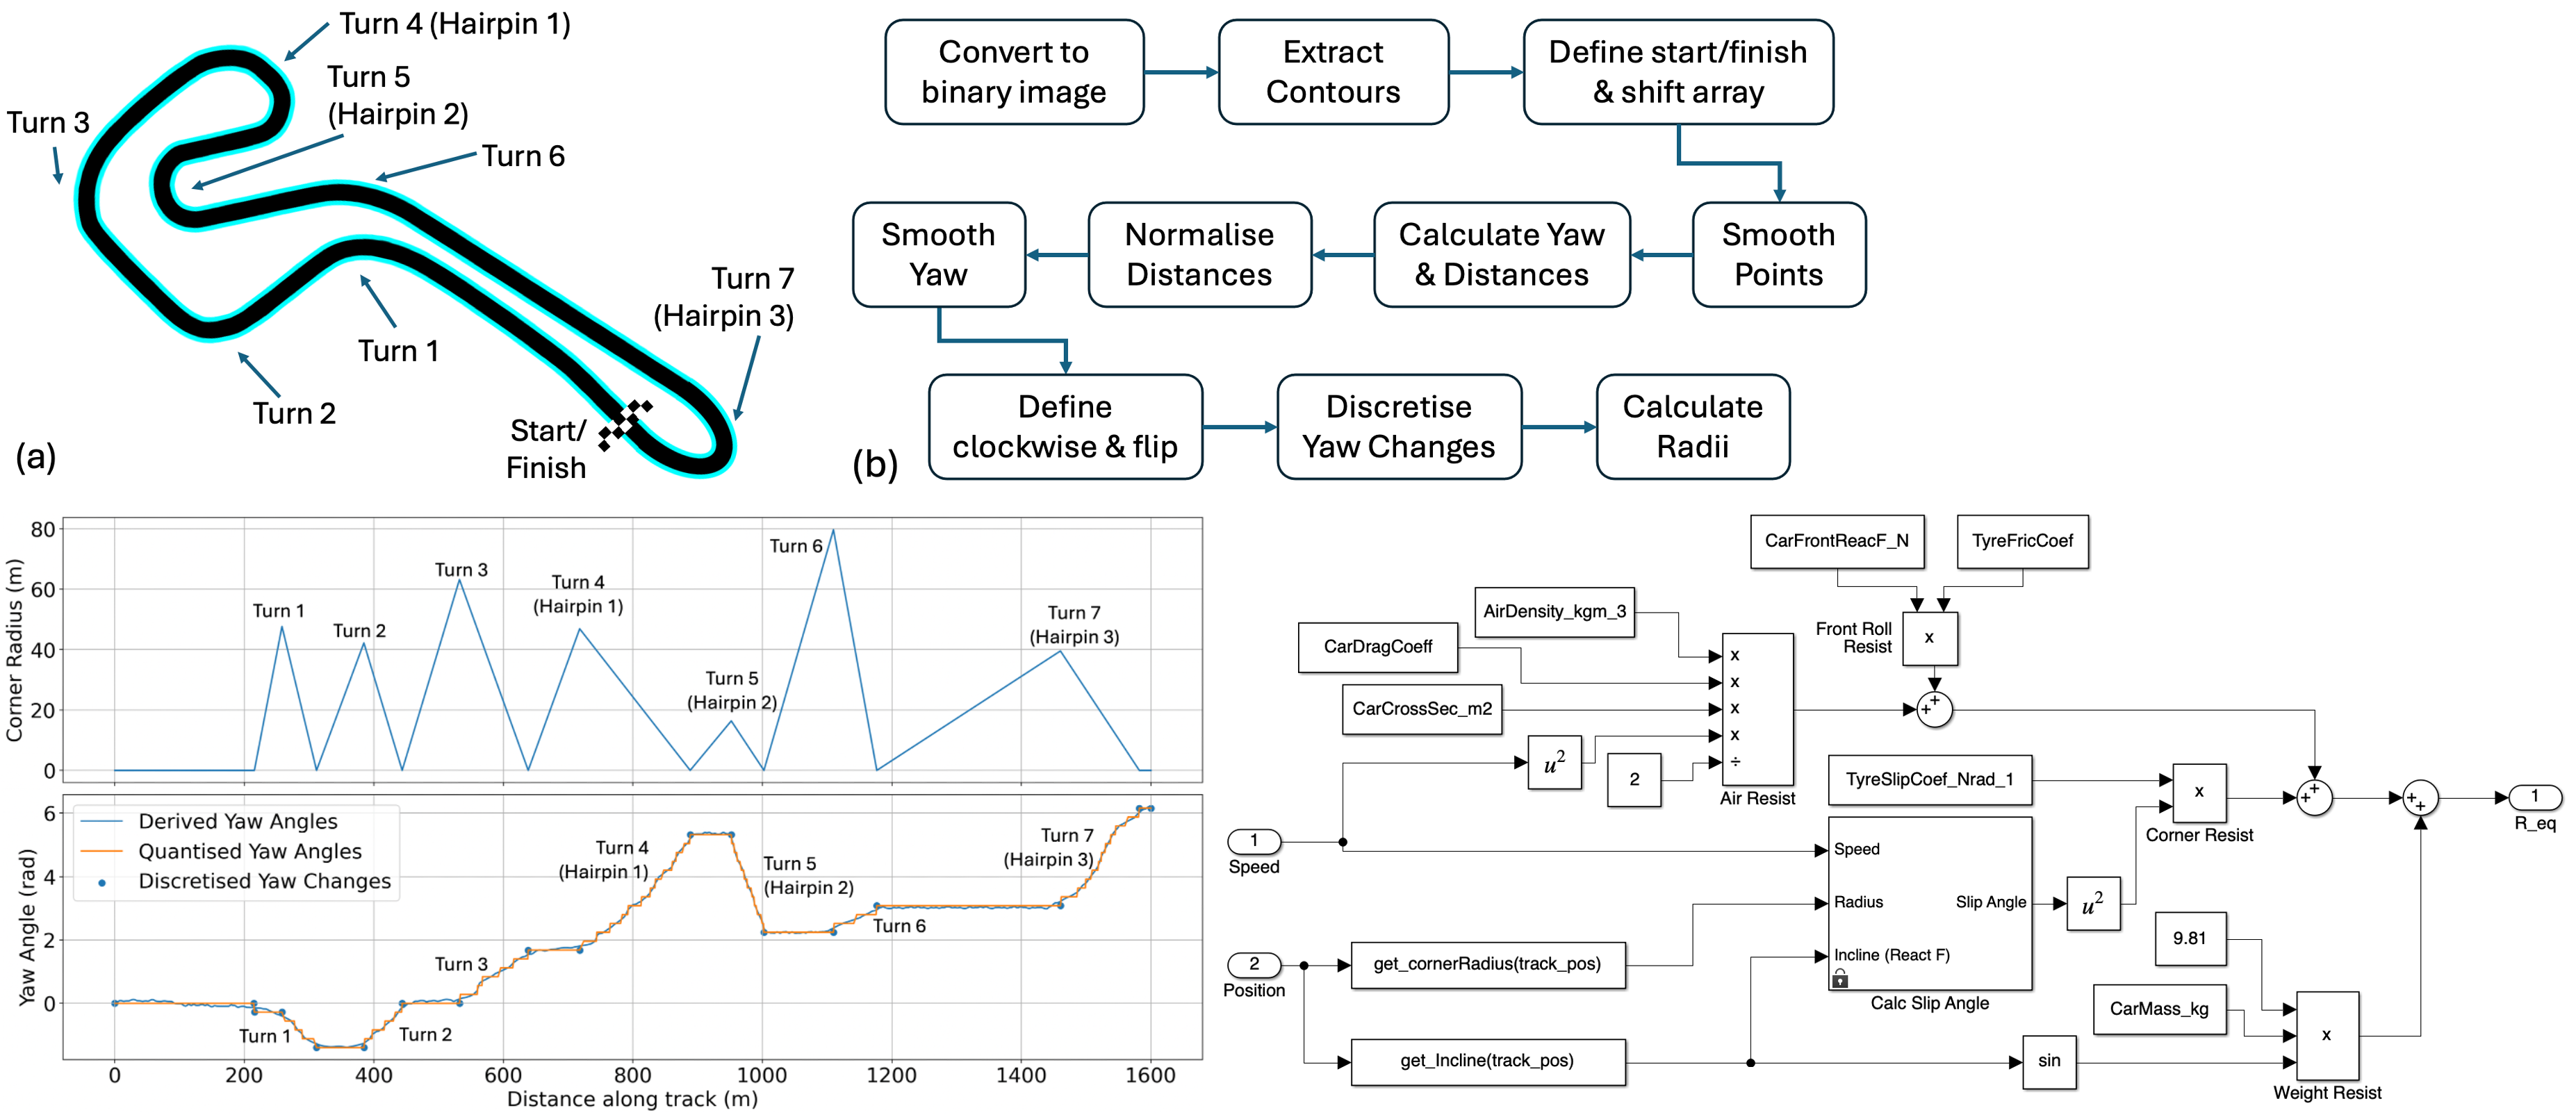 Turn 4 (Hairpin 1)
Turn 5
(Hairpin 2)
Turn 3
Turn 6
Turn 7
(Hairpin 3)
Turn 1
Turn 2
Start/
Finish
(a)
Convert to
binary image
Extract
Contours
Define start/finish
& shift array
Smooth
Yaw
Normalise
Distances
Calculate Yaw
& Distances
Smooth
Points
Define
clockwise & flip
Discretise
Yaw Changes
Calculate
Radii
(b)
Corner Radius (m)
80
60
40
20
0
Turn 1
Turn 2
Turn 3
Turn 4
(Hairpin 1)
Turn 5
(Hairpin 2)
Turn 6
Turn 7
(Hairpin 3)
Yaw Angle (rad)
6
4
2
0
Derived Yaw Angles
Quantised Yaw Angles
Discretised Yaw Changes
Turn 1
Turn 2
Turn 3
Turn 4
(Hairpin 1)
Turn 5
(Hairpin 2)
Turn 6
Turn 7
(Hairpin 3)
0 200 400 600 800 1000 1200 1400 1600
Distance along track (m)
CarFrontReacF_N
TyreFricCoef
AirDensity_kgm_3
CarDragCoeff
CarCrossSec_m2
u²
2
x
x
x
x
÷
Air Resist
Front Roll
Resist
x
+
+
TyreSlipCoef_Nrad_1
x
Corner Resist
+
+
+
+
1
R_eq
1
Speed
Speed
Radius
Slip Angle
Incline (React F)
Calc Slip Angle
u²
9.81
CarMass_kg
2
Position
get_cornerRadius(track_pos)
get_Incline(track_pos)
sin
x
Weight Resist